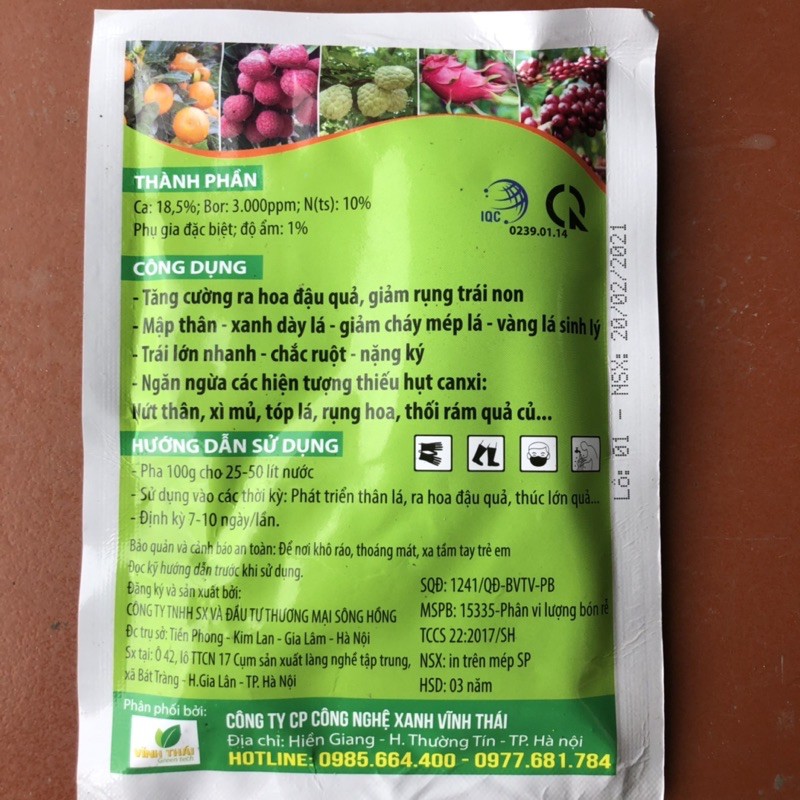 THÀNH PHẦN
Ca: 18,5%; Bor: 3.000ppm; N(ts): 10%
Phụ gia đặc biệt; độ ẩm: 1%
IQC
0239.01.14
CÔNG DỤNG
- Tăng cường ra hoa đậu quả, giảm rụng trái non
- Mập thân - xanh dày lá - giảm cháy mép lá - vàng lá sinh lý
- Trái lớn nhanh - chắc ruột - nặng ký
- Ngăn ngừa các hiện tượng thiếu hụt canxi:
Nứt thân, xì mủ, tóp lá, rụng hoa, thối rám quả củ...
HƯỚNG DẪN SỬ DỤNG
- Pha 100g cho 25-50 lít nước
- Sử dụng vào các thời kỳ: Phát triển thân lá, ra hoa đậu quả, thúc lớn quả...
- Định kỳ 7-10 ngày/lần.
Bảo quản và cảnh báo an toàn: Để nơi khô ráo, thoáng mát, xa tầm tay trẻ em
Đọc kỹ hướng dẫn trước khi sử dụng.
Đăng ký và sản xuất bởi:
CÔNG TY TNHH SX VÀ ĐẦU TƯ THƯƠNG MẠI SÔNG HỒNG
Đc trụ sở: Tiền Phong - Kim Lan - Gia Lâm - Hà Nội
Sx tại: Ô 42, lô TTCN 17 Cụm sản xuất làng nghề tập trung,
xã Bát Tràng - H.Gia Lân - TP. Hà Nội
SQĐ: 1241/QĐ-BVTV-PB
MSPB: 15335-Phân vi lượng bón rễ
TCCS 22:2017/SH
NSX: in trên mép SP
HSD: 03 năm
Phân phối bởi:
VĨNH THÁI
CÔNG TY CP CÔNG NGHỆ XANH VĨNH THÁI
Địa chỉ: Hiền Giang - H. Thường Tín - TP. Hà nội
HOTLINE: 0985.664.400 - 0977.681.784
Lô: 01 - NSX: 20/02/2021